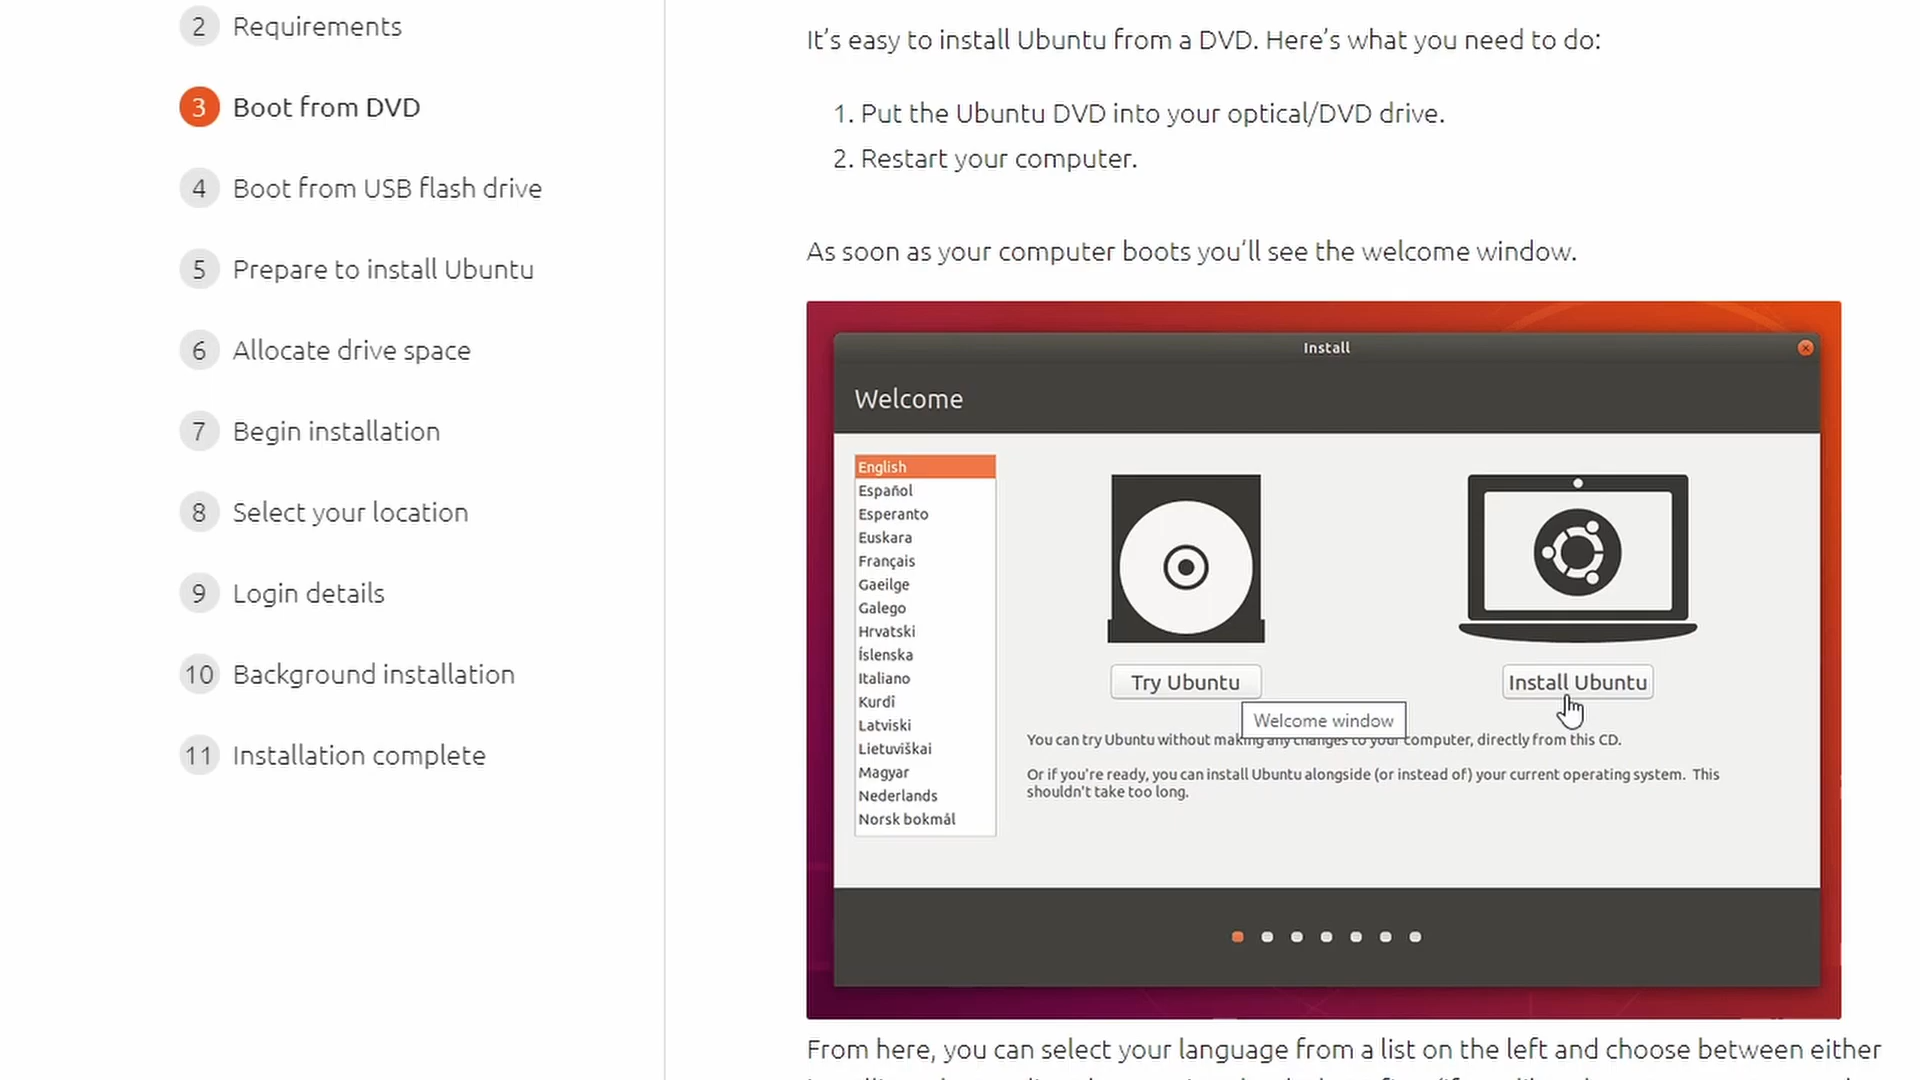 2 Requirements
3 Boot from DVD
4 Boot from USB flash drive
5 Prepare to install Ubuntu
6 Allocate drive space
7 Begin installation
8 Select your location
9 Login details
10 Background installation
11 Installation complete
It’s easy to install Ubuntu from a DVD. Here’s what you need to do:
1. Put the Ubuntu DVD into your optical/DVD drive.
2. Restart your computer.
As soon as your computer boots you’ll see the welcome window.
Install
Welcome
English
Español
Esperanto
Euskara
Français
Gaeilge
Galego
Hrvatski
Íslenska
Italiano
Kurdî
Latviski
Lietuviškai
Magyar
Nederlands
Norsk bokmål
Try Ubuntu
Install Ubuntu
Welcome window
You can try Ubuntu without making any changes to your computer, directly from this CD.
Or if you're ready, you can install Ubuntu alongside (or instead of) your current operating system. This
shouldn't take too long.
From here, you can select your language from a list on the left and choose between either